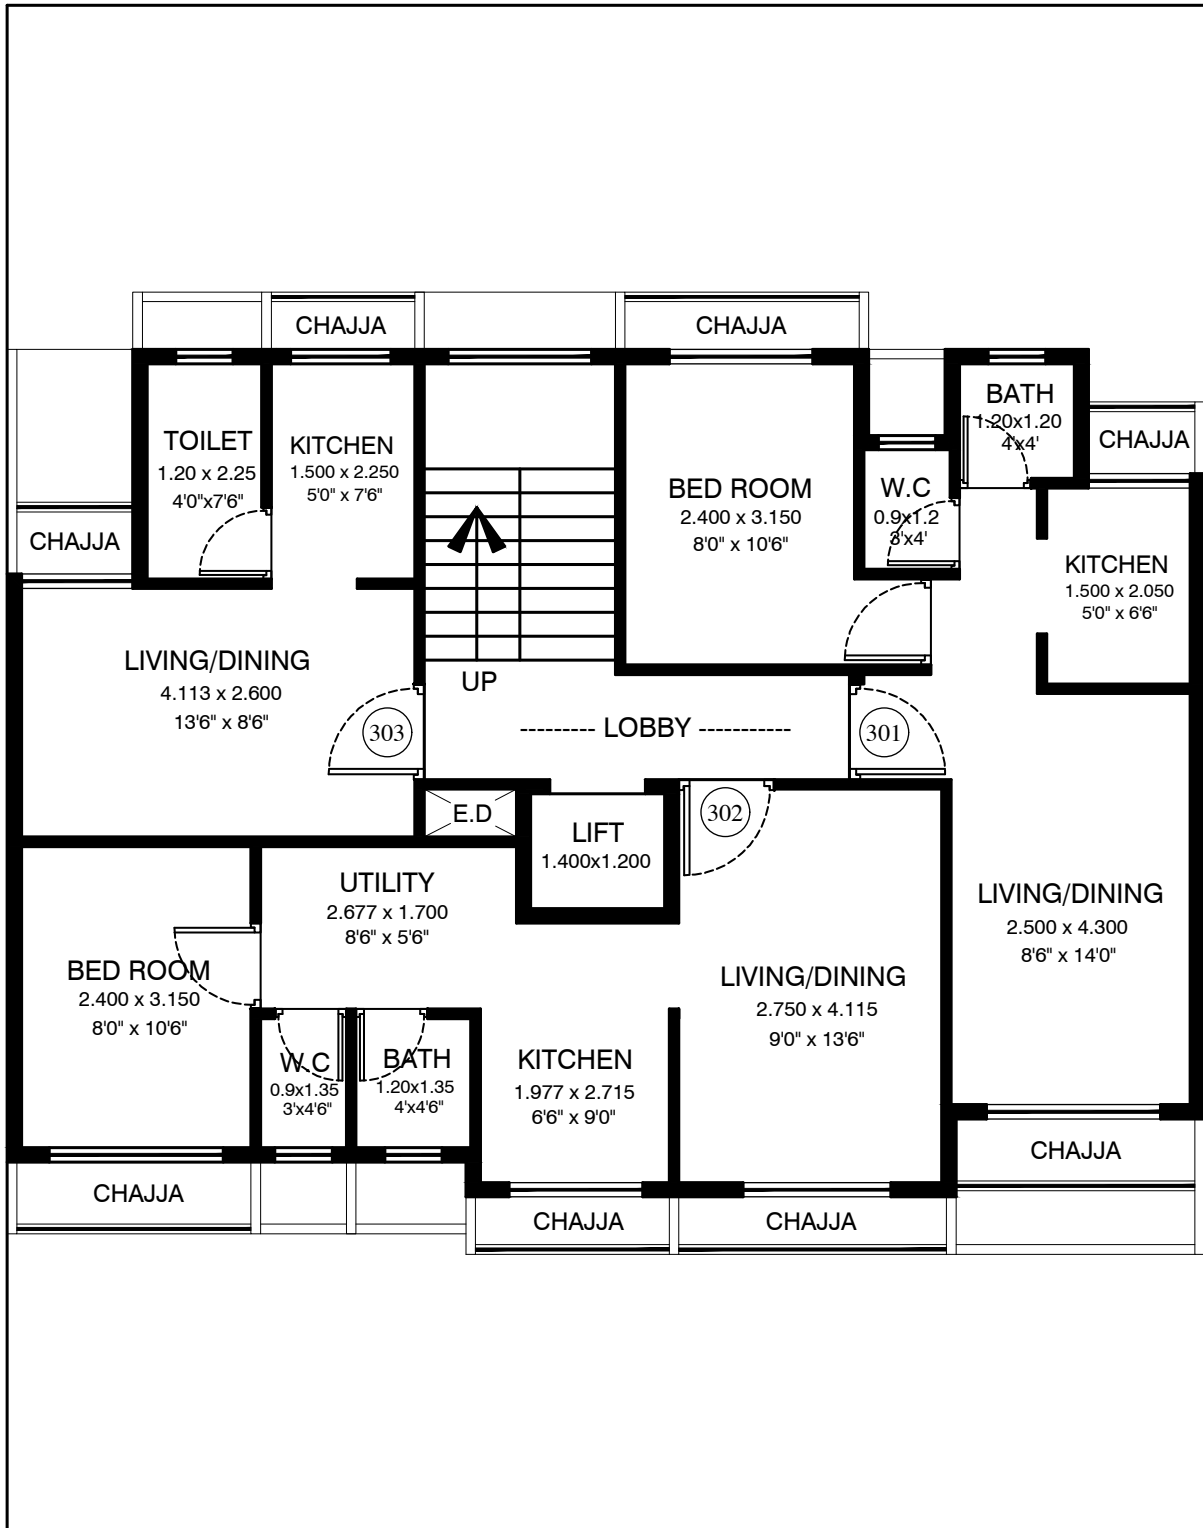 CHAJJA
CHAJJA
TOILET
1.20 x 2.25
4'0"x7'6"
KITCHEN
1.500 x 2.250
5'0" x 7'6"
BED ROOM
2.400 x 3.150
8'0" x 10'6"
W.C
0.9x1.2
3'x4'
BATH
1.20x1.20
4'x4'
CHAJJA
CHAJJA
KITCHEN
1.500 x 2.050
5'0" x 6'6"
LIVING/DINING
4.113 x 2.600
13'6" x 8'6"
UP
303
LOBBY
301
E.D
LIFT
1.400x1.200
302
UTILITY
2.677 x 1.700
8'6" x 5'6"
LIVING/DINING
2.500 x 4.300
8'6" x 14'0"
BED ROOM
2.400 x 3.150
8'0" x 10'6"
LIVING/DINING
2.750 x 4.115
9'0" x 13'6"
W.C
0.9x1.35
3'x4'6"
BATH
1.20x1.35
4'x4'6"
KITCHEN
1.977 x 2.715
6'6" x 9'0"
CHAJJA
CHAJJA
CHAJJA
CHAJJA